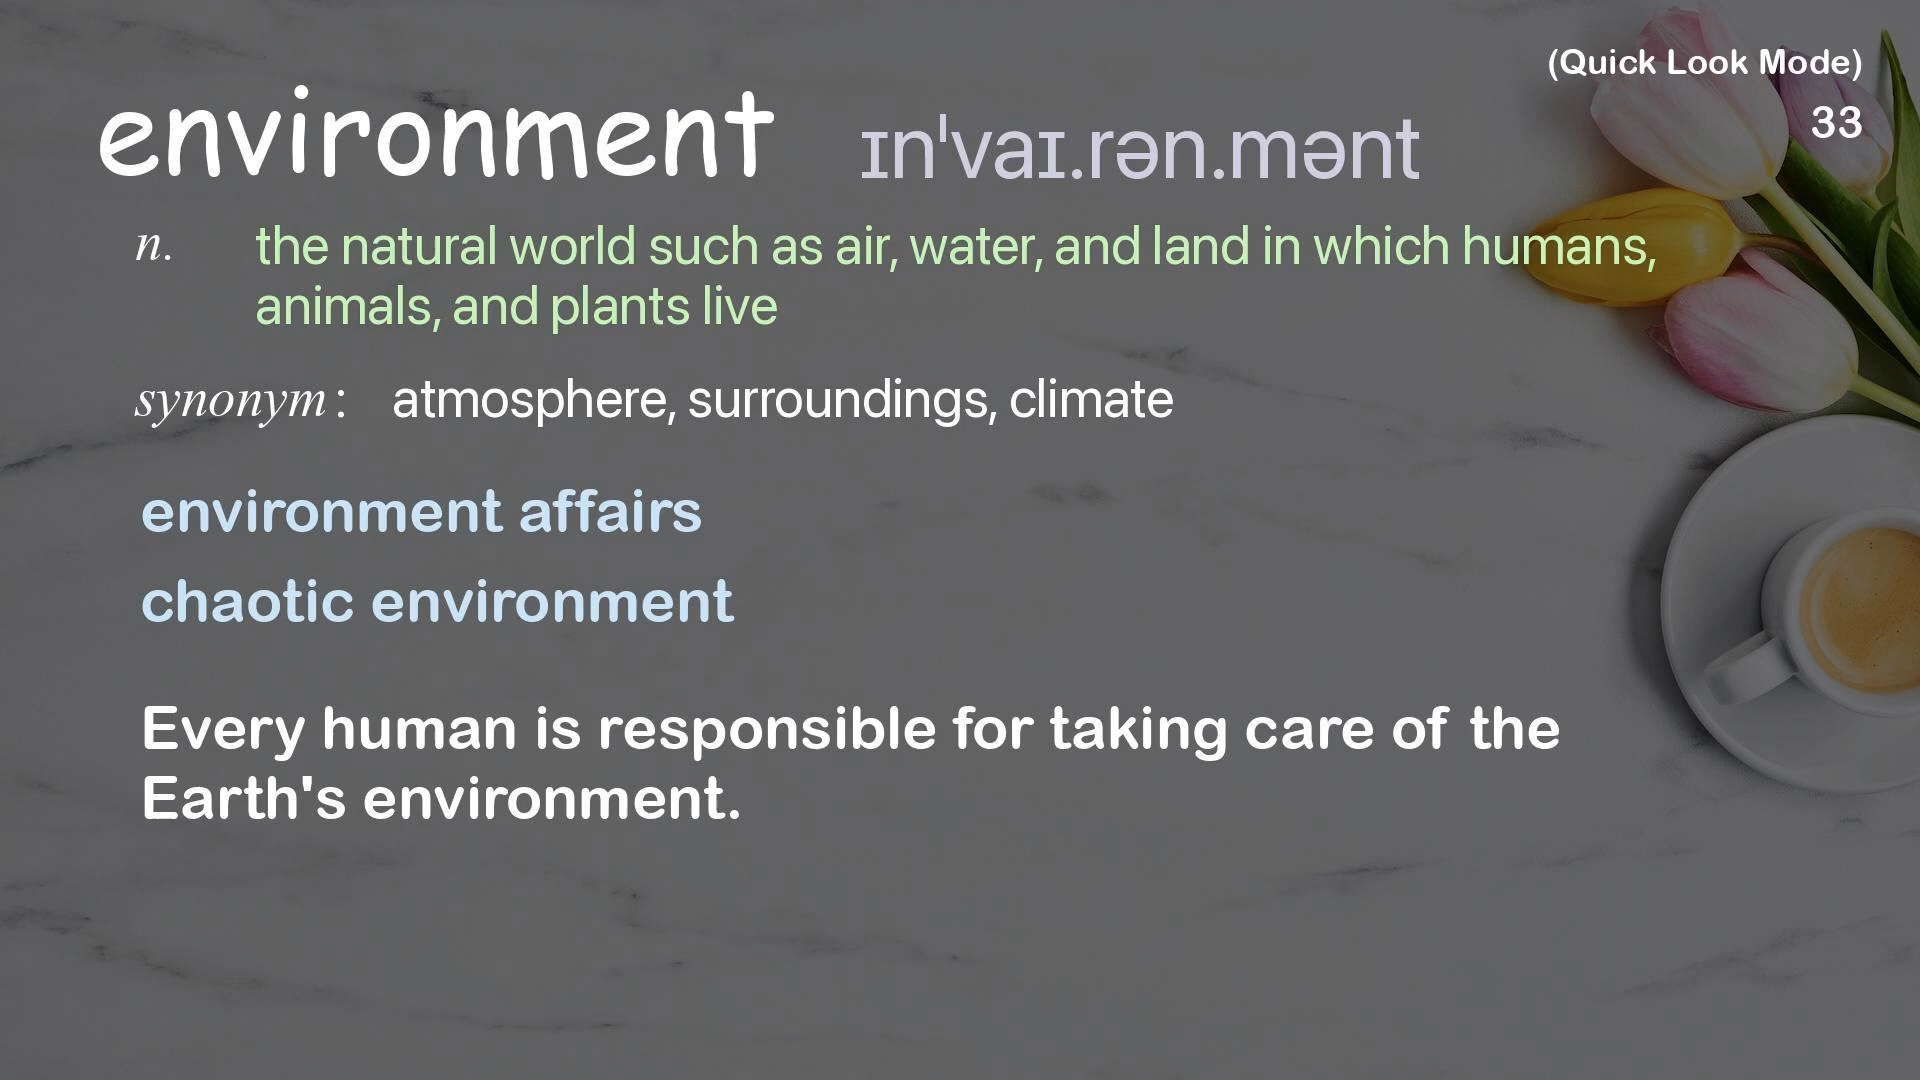 (Quick Look Mode)
33
environment ɪnˈvaɪ.rən.mənt
n. the natural world such as air, water, and land in which humans,
animals, and plants live
synonym: atmosphere, surroundings, climate
environment affairs
chaotic environment
Every human is responsible for taking care of the
Earth's environment.